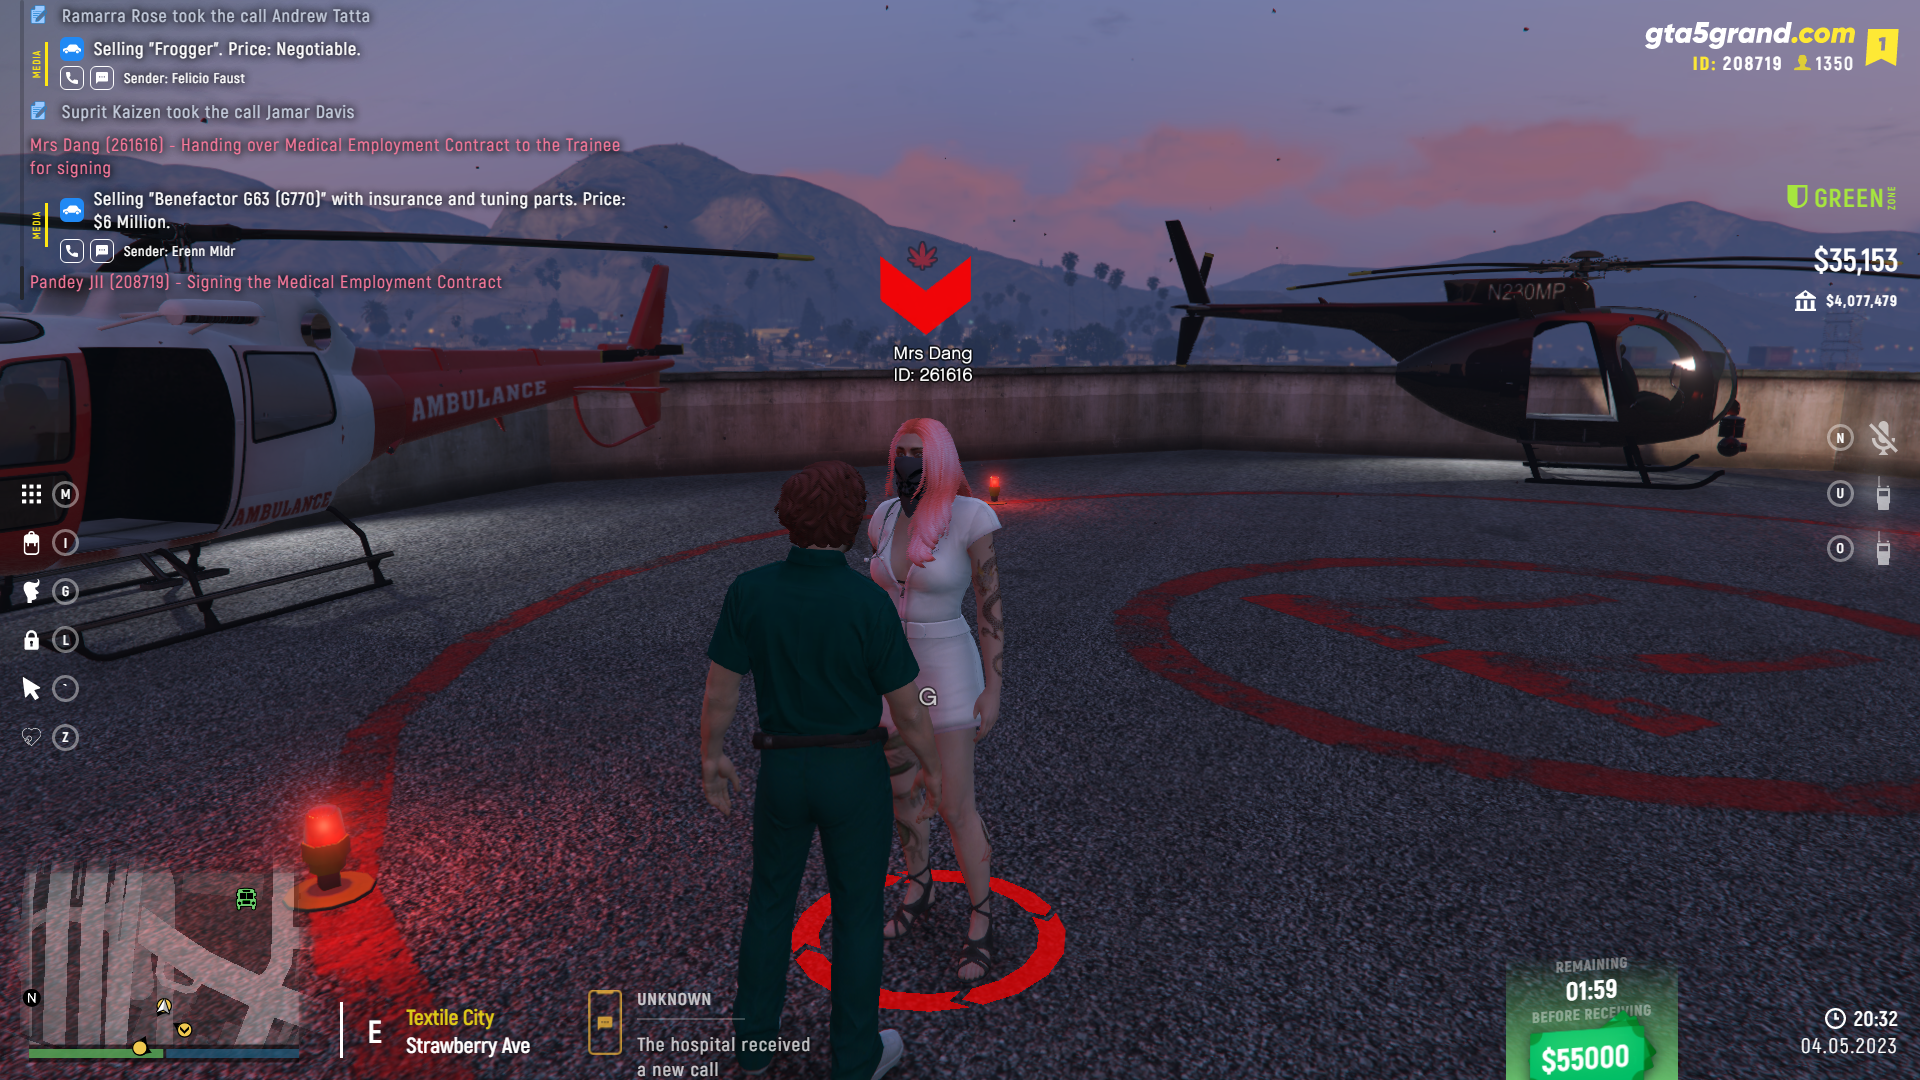 Ramarra Rose took the call Andrew Tatta
MEDIA
Selling "Frogger". Price: Negotiable.
Sender: Felicio Faust
Suprit Kaizen took the call Jamar Davis
Mrs Dang (261616) - Handing over Medical Employment Contract to the Trainee
for signing
MEDIA
Selling "Benefactor G63 (G770)" with insurance and tuning parts. Price:
$6 Million.
Sender: Erenn Mldr
Pandey JII (208719) - Signing the Medical Employment Contract
gta5grand.com
1
ID: 208719 1350
GREEN ZONE
$35,153
$4,077,479
N230MP
Mrs Dang
ID: 261616
AMBULANCE
AMBULANCE
M
I
G
L
`
Z
N
U
O
G
N
E
Textile City
Strawberry Ave
UNKNOWN
The hospital received
a new call
REMAINING
01:59
BEFORE RECEIVING
$55000
20:32
04.05.2023